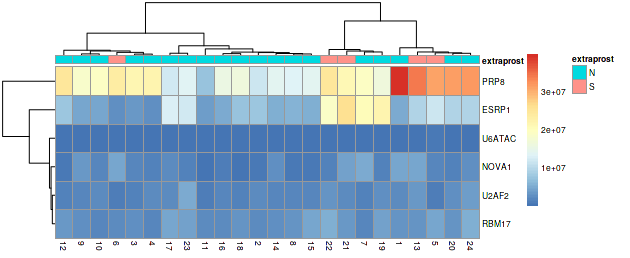 extraprost
extraprost
PRP8
ESRP1
U6ATAC
NOVA1
U2AF2
RBM17
12 9 10 6 3 4 17 23 11 16 18 2 14 8 15 22 21 7 19 1 13 5 20 24
3e+07
2e+07
1e+07
N
S